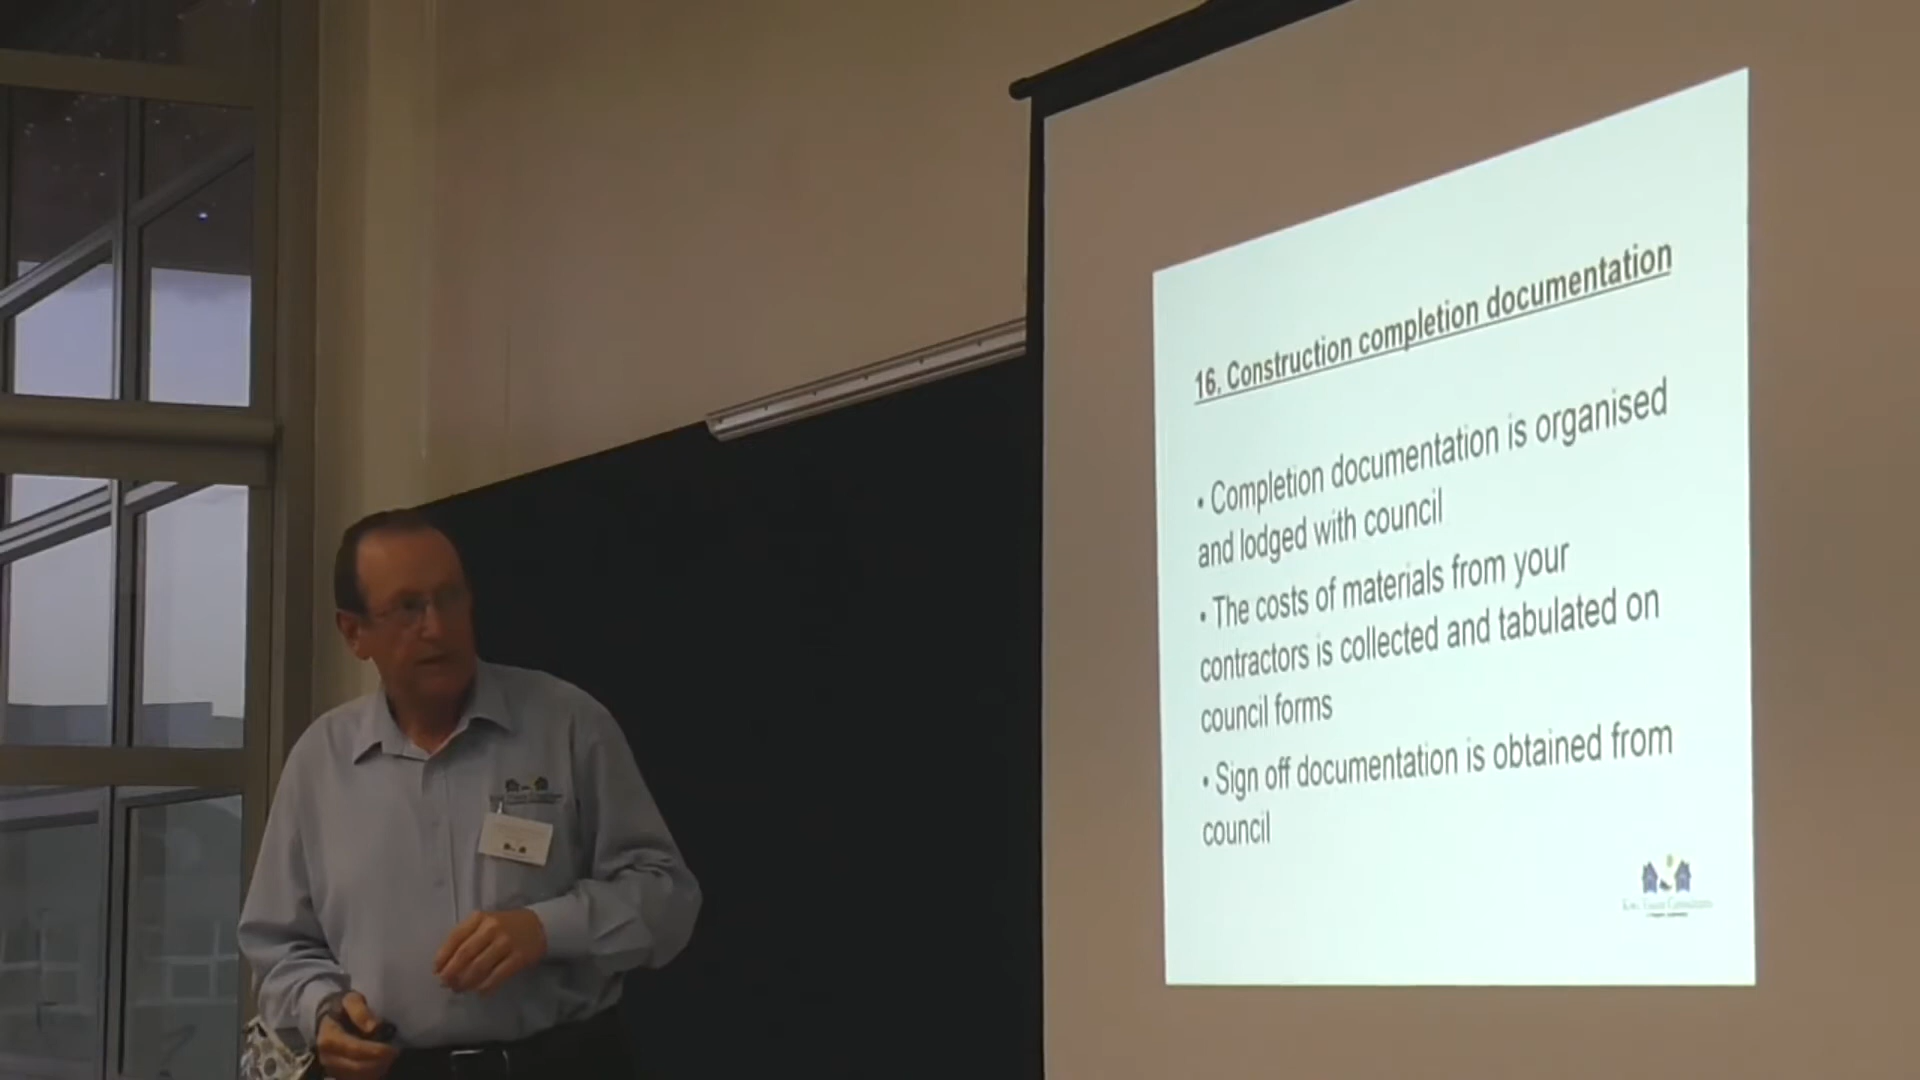 16. Construction completion documentation
• Completion documentation is organised
and lodged with council
• The costs of materials from your
contractors is collected and tabulated on
council forms
• Sign off documentation is obtained from
council